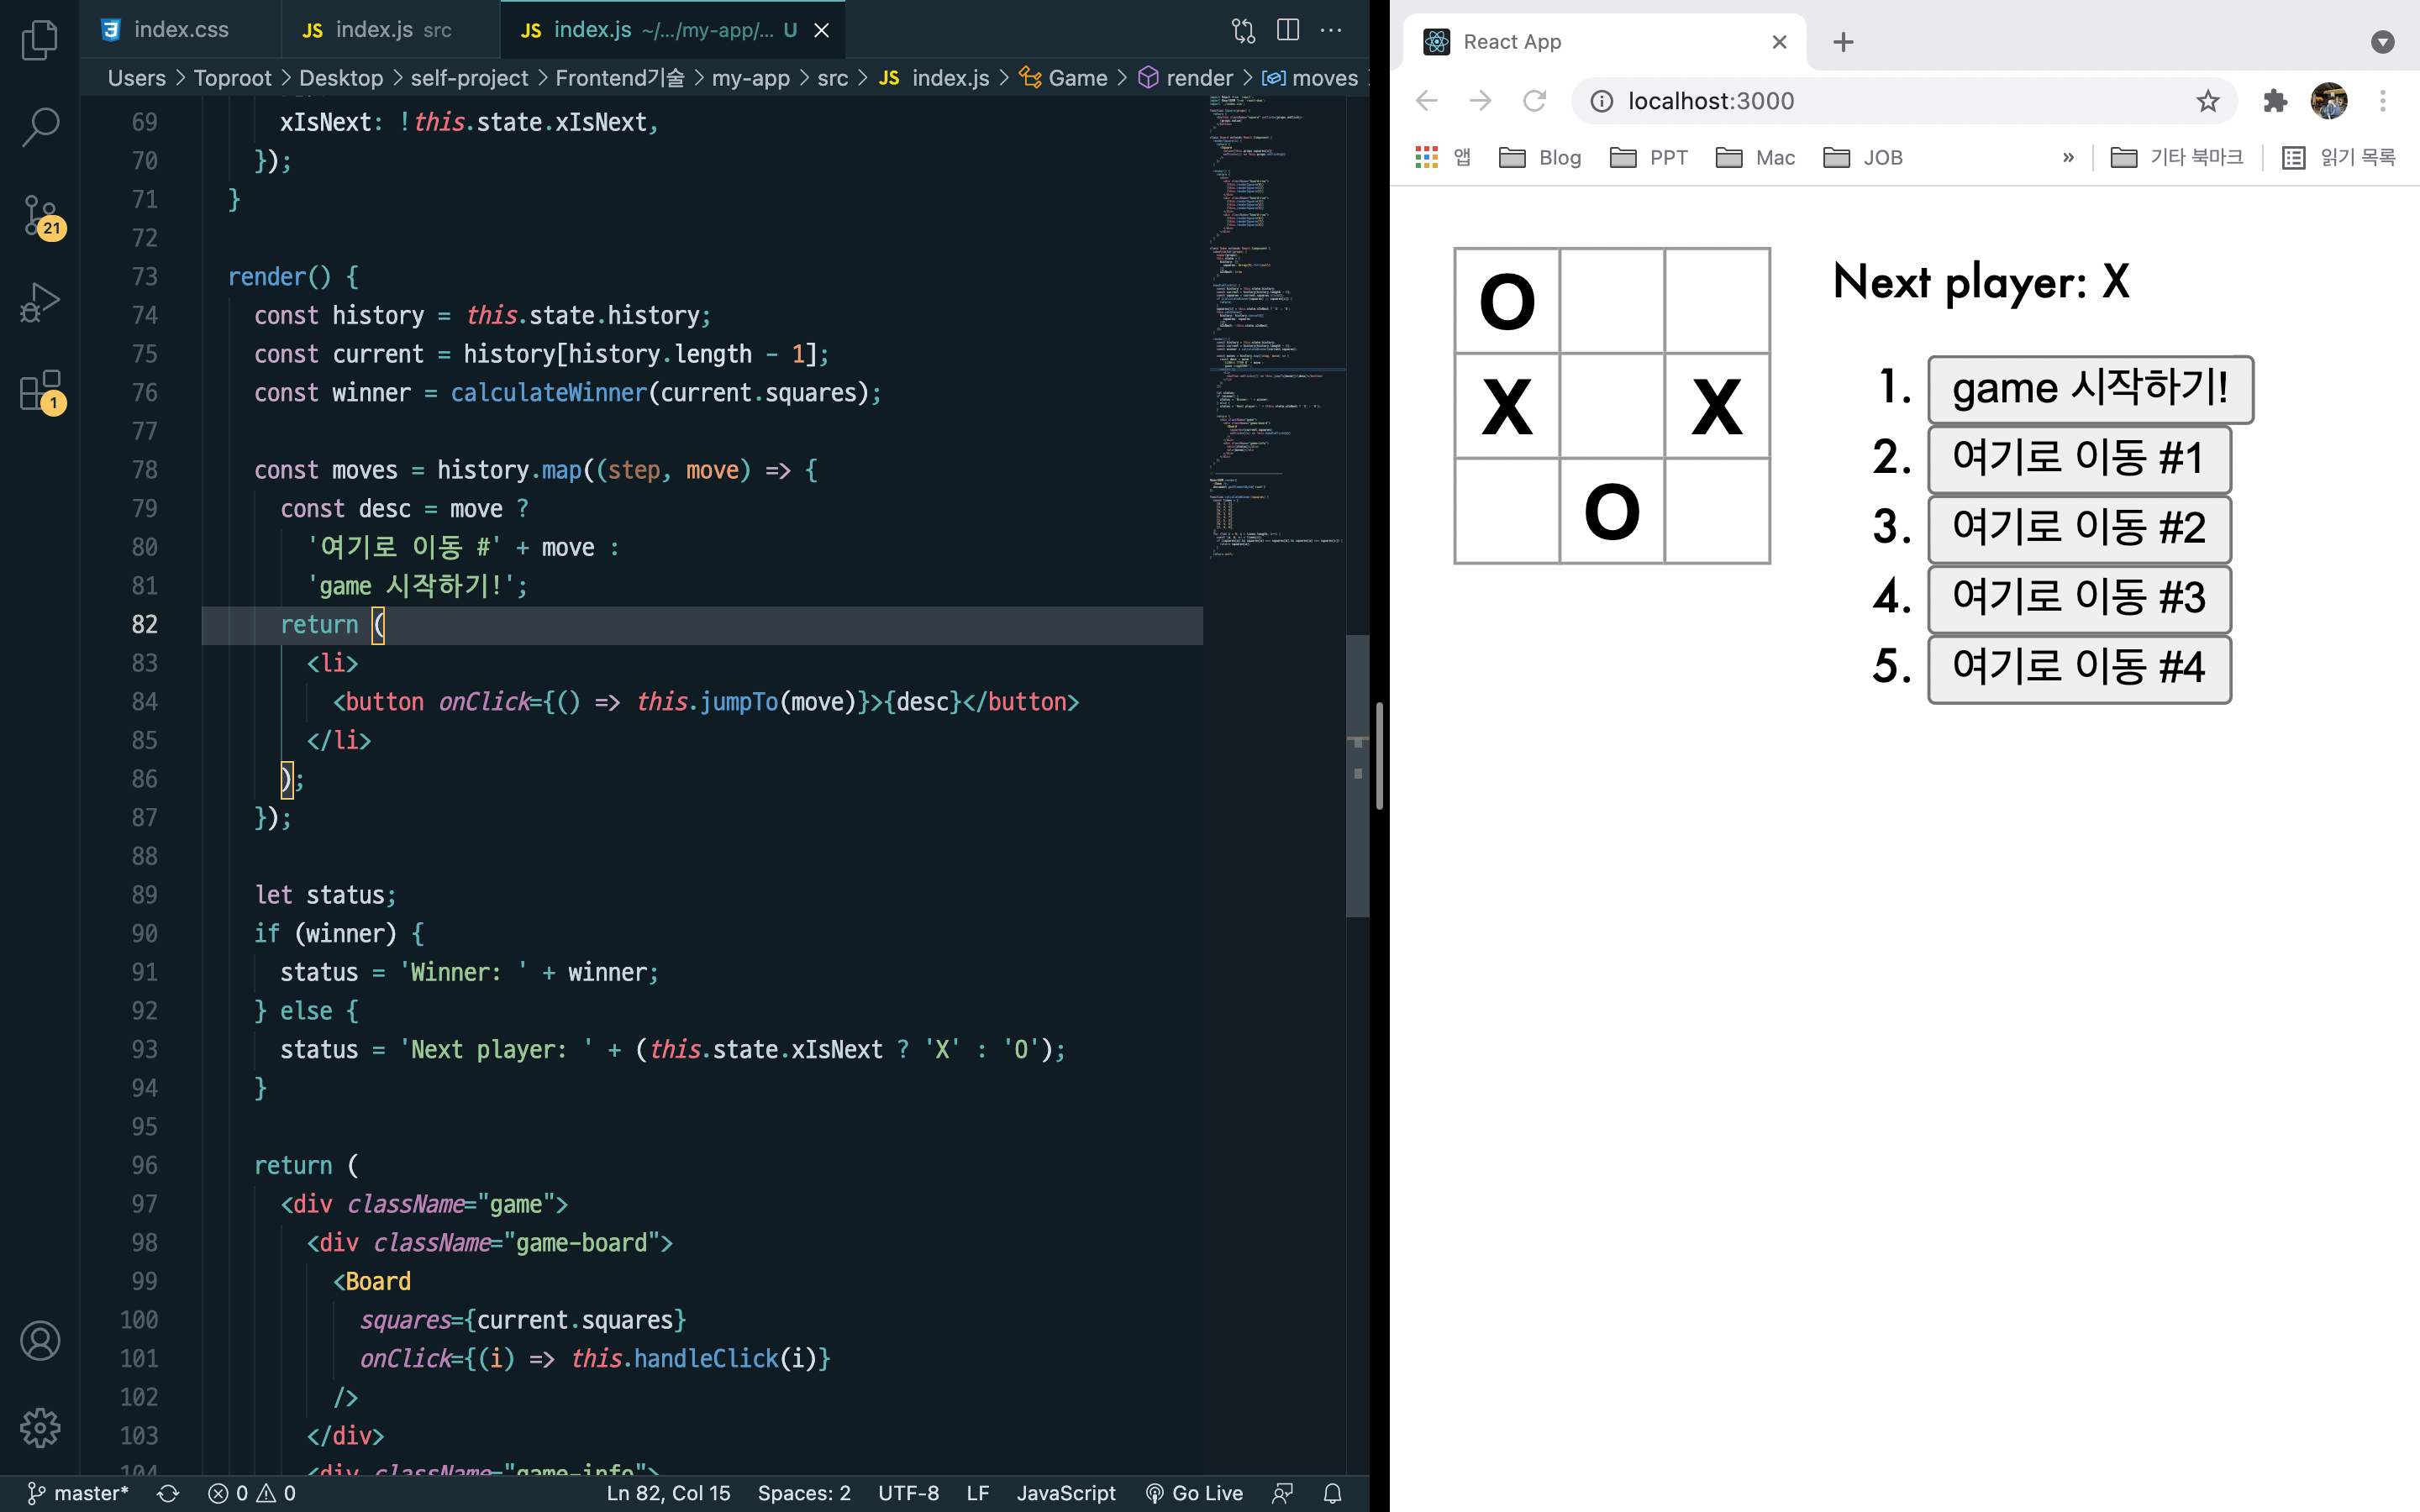 index.css
JS index.js src
JS index.js ~/.../my-app/... U
Users > Toproot > Desktop > self-project > Frontend기술 > my-app > src > JS index.js > Game > render > moves
69 xIsNext: !this.state.xIsNext,
70 });
71 }
72
73 render() {
74 const history = this.state.history;
75 const current = history[history.length - 1];
76 const winner = calculateWinner(current.squares);
77
78 const moves = history.map((step, move) => {
79 const desc = move ?
80 '여기로 이동 #' + move :
81 'game 시작하기!';
82 return (
83 <li>
84 <button onClick={() => this.jumpTo(move)}>{desc}</button>
85 </li>
86 );
87 });
88
89 let status;
90 if (winner) {
91 status = 'Winner: ' + winner;
92 } else {
93 status = 'Next player: ' + (this.state.xIsNext ? 'X' : 'O');
94 }
95
96 return (
97 <div className="game">
98 <div className="game-board">
99 <Board
100 squares={current.squares}
101 onClick={(i) => this.handleClick(i)}
102 />
103 </div>
104 <div className="game-info">
21
1
master* 0 0 Ln 82, Col 15 Spaces: 2 UTF-8 LF JavaScript Go Live
React App
localhost:3000
앱 Blog PPT Mac JOB » 기타 북마크 읽기 목록
O
X X
O
Next player: X
1. game 시작하기!
2. 여기로 이동 #1
3. 여기로 이동 #2
4. 여기로 이동 #3
5. 여기로 이동 #4